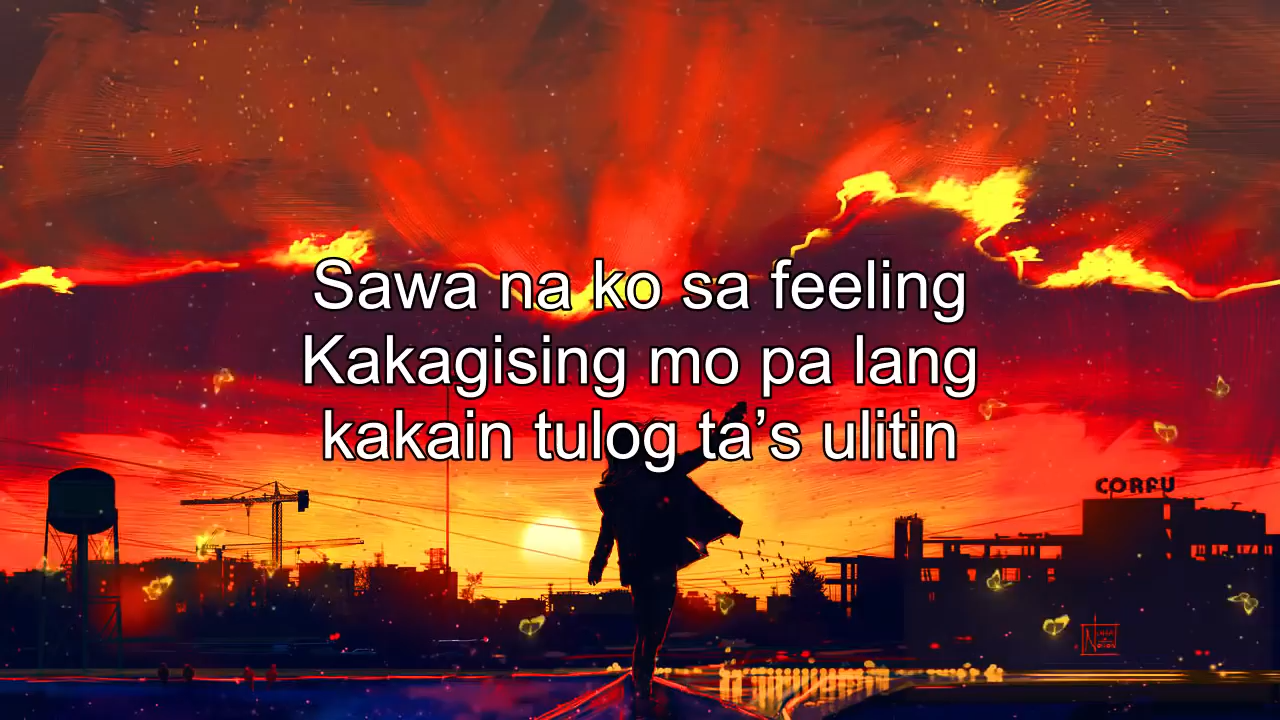 Sawa na ko sa feeling
Kakagising mo pa lang
kakain tulog ta’s ulitin
CORFU